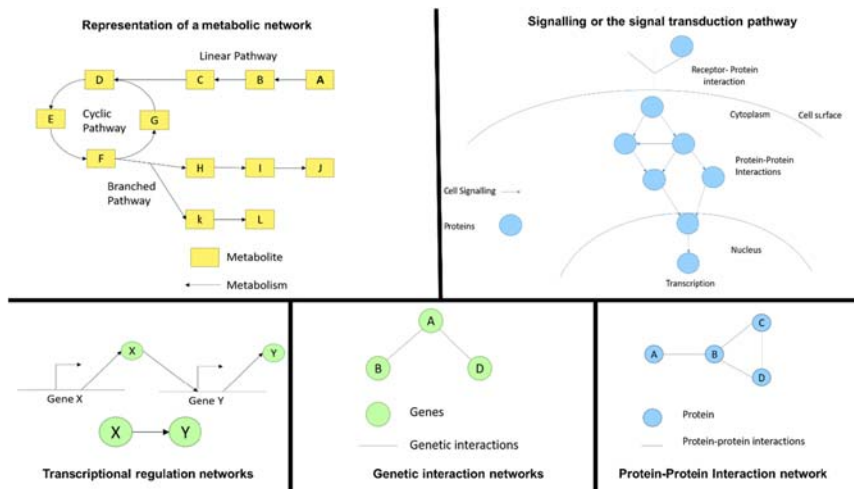 Representation of a metabolic network
Linear Pathway
D
C
B
A
E
Cyclic
Pathway
G
F
H
I
J
Branched
Pathway
k
L
Metabolite
Metabolism
Signalling or the signal transduction pathway
Receptor- Protein
interaction
Cytoplasm
Cell surface
Protein-Protein
Interactions
Cell Signalling
Proteins
Nucleus
Transcription
X
Y
Gene X
Gene Y
X
Y
Transcriptional regulation networks
A
B
D
Genes
Genetic interactions
Genetic interaction networks
C
A
B
D
Protein
Protein-protein interactions
Protein-Protein Interaction network